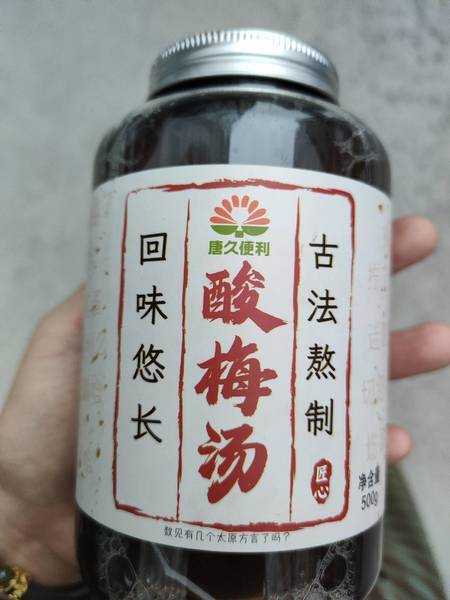 唐久便利
古法熬制
酸梅汤
回味悠长
匠心
净含量
500g
数见有几个太原方言了吗?